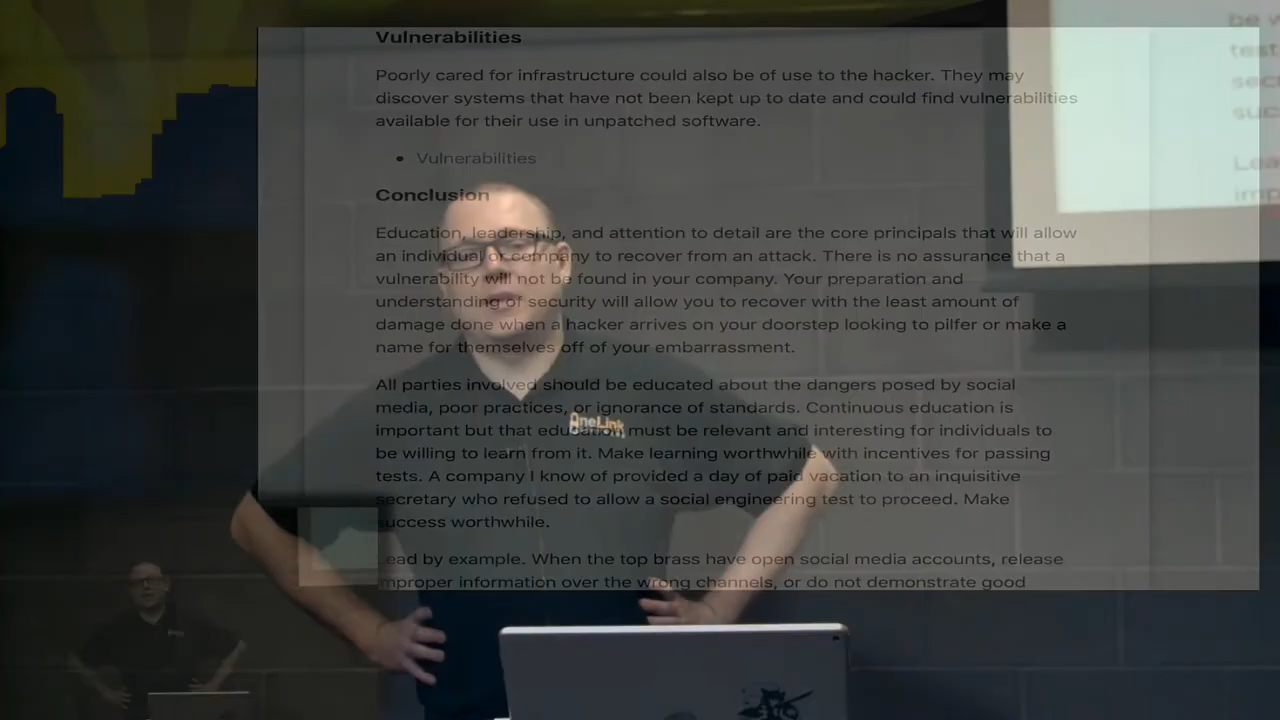 Vulnerabilities
Poorly cared for infrastructure could also be of use to the hacker. They may
discover systems that have not been kept up to date and could find vulnerabilities
available for their use in unpatched software.
• Vulnerabilities
Conclusion
Education, leadership, and attention to detail are the core principals that will allow
an individual or company to recover from an attack. There is no assurance that a
vulnerability will not be found in your company. Your preparation and
understanding of security will allow you to recover with the least amount of
damage done when a hacker arrives on your doorstep looking to pilfer or make a
name for themselves off of your embarrassment.
All parties involved should be educated about the dangers posed by social
media, poor practices, or ignorance of standards. Continuous education is
important but that education must be relevant and interesting for individuals to
be willing to learn from it. Make learning worthwhile with incentives for passing
tests. A company I know of provided a day of paid vacation to an inquisitive
secretary who refused to allow a social engineering test to proceed. Make
success worthwhile.
Lead by example. When the top brass have open social media accounts, release
improper information over the wrong channels, or do not demonstrate good
OneLink
be w
test
sec
suc
Lea
imp